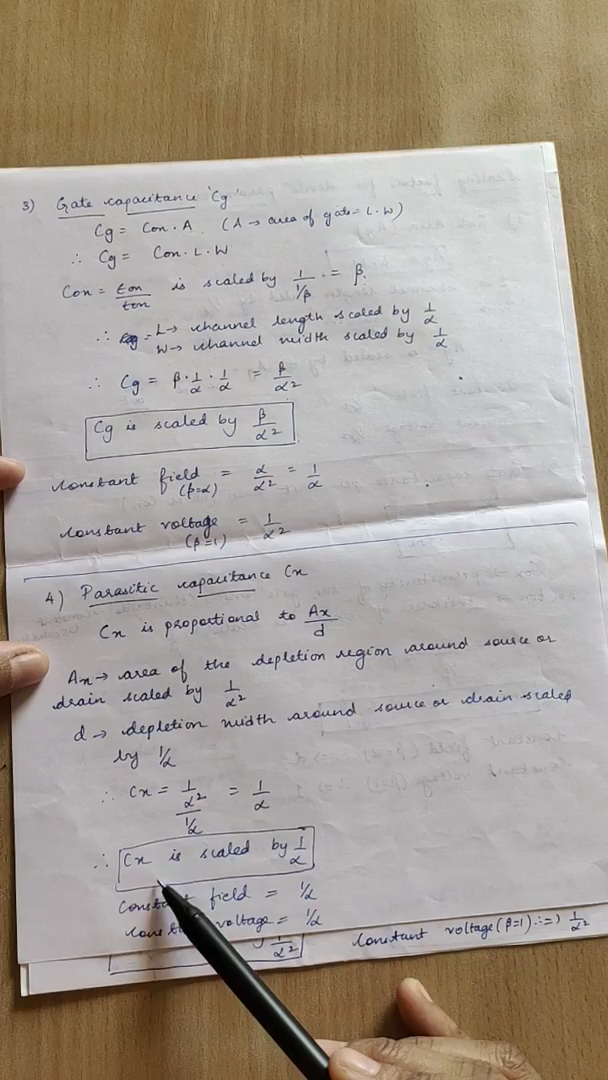 3) Gate capacitance 'Cg'
Cg = Cox . A (A → area of gate = L . W)
∴ Cg = Cox . L . W
Cox = εox/tox is scaled by 1/(1/β) = β.
∴ L → channel length scaled by 1/α
W → channel width scaled by 1/α
∴ Cg = β . 1/α . 1/α = β/α²
Cg is scaled by β/α²
Constant field (β=α) = α/α² = 1/α
Constant voltage (β=1) = 1/α²
4) Parasitic capacitance Cx
Cx is proportional to Ax/d
Ax → area of the depletion region around source or
drain scaled by 1/α²
d → depletion width around source or drain scaled
by 1/α
∴ Cx = (1/α²)/(1/α) = 1/α
∴ Cx is scaled by 1/α
Constant field = 1/α
Constant voltage = 1/α
1/α²
Constant voltage (β=1) ∴ ⇒ 1/α²